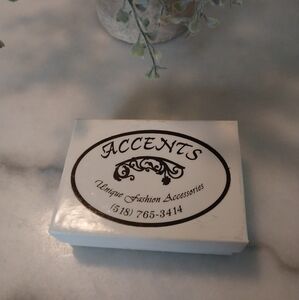 ACCENTS
Unique Fashion Accessories
(518) 765-3414